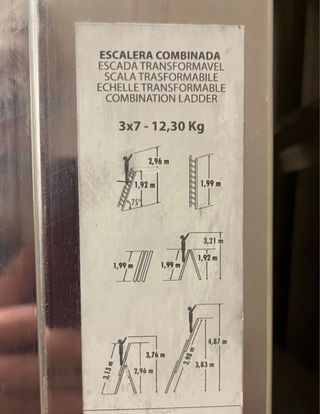 ESCALERA COMBINADA
ESCADA TRANSFORMAVEL
SCALA TRASFORMABILE
ECHELLE TRANSFORMABLE
COMBINATION LADDER
3x7 - 12,30 Kg
2,96 m
1,92 m
75°
1,99 m
3,21 m
1,99 m
1,99 m
1,92 m
4,87 m
3,76 m
3,13 m
2,96 m
3,98 m
3,83 m